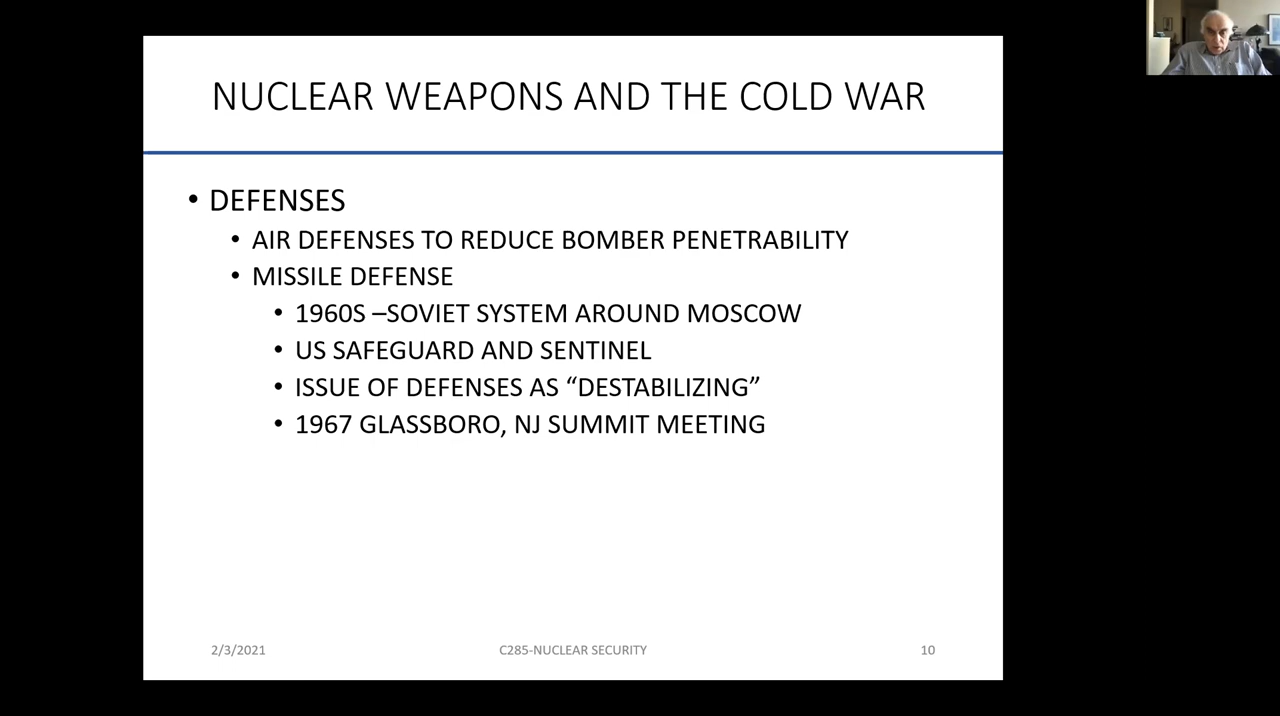 NUCLEAR WEAPONS AND THE COLD WAR
• DEFENSES
• AIR DEFENSES TO REDUCE BOMBER PENETRABILITY
• MISSILE DEFENSE
• 1960S –SOVIET SYSTEM AROUND MOSCOW
• US SAFEGUARD AND SENTINEL
• ISSUE OF DEFENSES AS “DESTABILIZING”
• 1967 GLASSBORO, NJ SUMMIT MEETING
2/3/2021 C285-NUCLEAR SECURITY 10